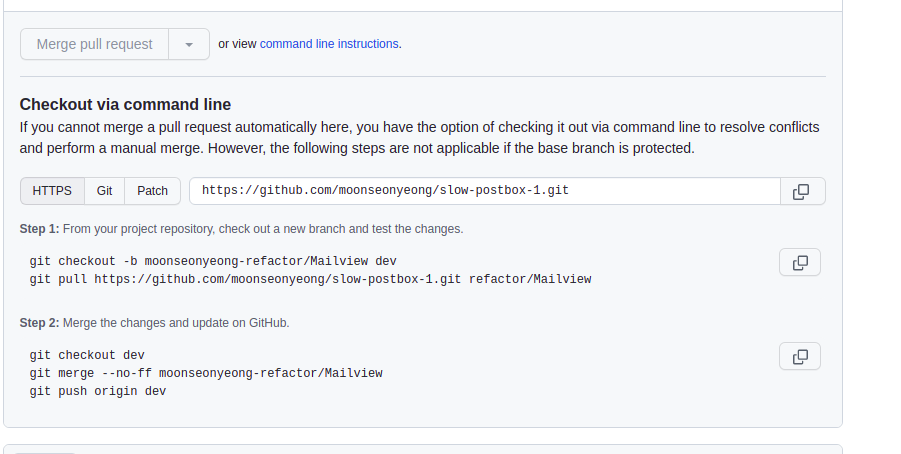 Merge pull request
or view command line instructions.
Checkout via command line
If you cannot merge a pull request automatically here, you have the option of checking it out via command line to resolve conflicts
and perform a manual merge. However, the following steps are not applicable if the base branch is protected.
HTTPS Git Patch https://github.com/moonseonyeong/slow-postbox-1.git
Step 1: From your project repository, check out a new branch and test the changes.
git checkout -b moonseonyeong-refactor/Mailview dev
git pull https://github.com/moonseonyeong/slow-postbox-1.git refactor/Mailview
Step 2: Merge the changes and update on GitHub.
git checkout dev
git merge --no-ff moonseonyeong-refactor/Mailview
git push origin dev